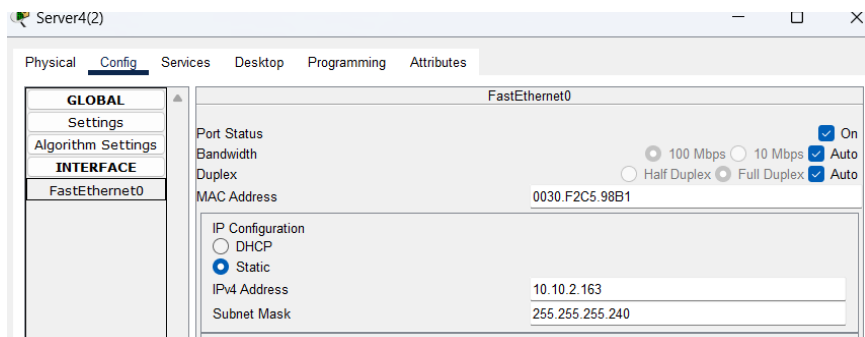 Server4(2)
Physical Config Services Desktop Programming Attributes
GLOBAL
Settings
Algorithm Settings
INTERFACE
FastEthernet0
FastEthernet0
Port Status On
Bandwidth 100 Mbps 10 Mbps Auto
Duplex Half Duplex Full Duplex Auto
MAC Address 0030.F2C5.98B1
IP Configuration
DHCP
Static
IPv4 Address 10.10.2.163
Subnet Mask 255.255.255.240